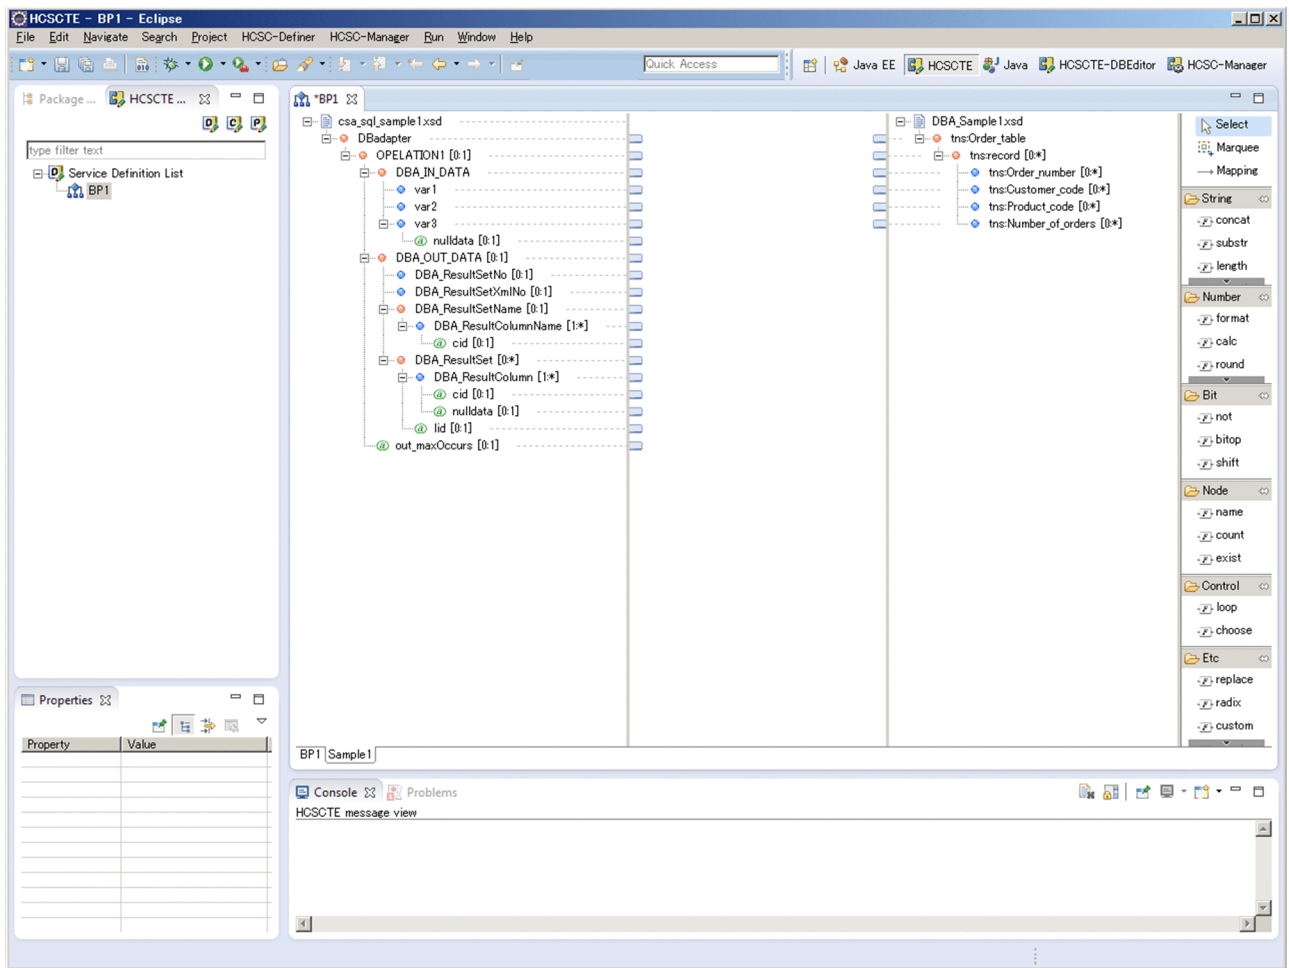 HCSCTE - BP1 - Eclipse
File Edit Navigate Search Project HCSC-Definer HCSC-Manager Run Window Help
Quick Access
Java EE HCSCTE Java HCSCTE-DBEditor HCSC-Manager
Package ... HCSCTE ...
type filter text
Service Definition List
BP1
*BP1
csa_sql_sample1.xsd
DBadapter
OPELATION1 [0:1]
DBA_IN_DATA
var1
var2
var3
nulldata [0:1]
DBA_OUT_DATA [0:1]
DBA_ResultSetNo [0:1]
DBA_ResultSetXmlNo [0:1]
DBA_ResultSetName [0:1]
DBA_ResultColumnName [1:*]
cid [0:1]
DBA_ResultSet [0:*]
DBA_ResultColumn [1:*]
cid [0:1]
nulldata [0:1]
lid [0:1]
out_maxOccurs [0:1]
DBA_Sample1.xsd
tns:Order_table
tns:record [0:*]
tns:Order_number [0:*]
tns:Customer_code [0:*]
tns:Product_code [0:*]
tns:Number_of_orders [0:*]
Select
Marquee
Mapping
String
concat
substr
length
Number
format
calc
round
Bit
not
bitop
shift
Node
name
count
exist
Control
loop
choose
Etc
replace
radix
custom
BP1 Sample1
Properties
Property Value
Console Problems
HCSCTE message view